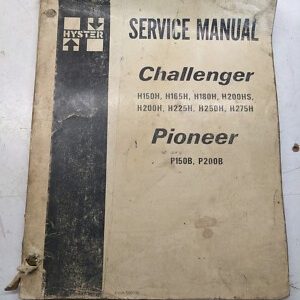 HYSTER
SERVICE MANUAL
Challenger
H150H, H165H, H180H, H200HS,
H200H, H225H, H250H, H275H
Pioneer
P150B, P200B